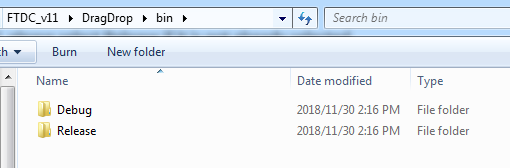 FTDC_v11 ▸ DragDrop ▸ bin ▸ Search bin
Burn New folder
Name Date modified Type
Debug 2018/11/30 2:16 PM File folder
Release 2018/11/30 2:16 PM File folder